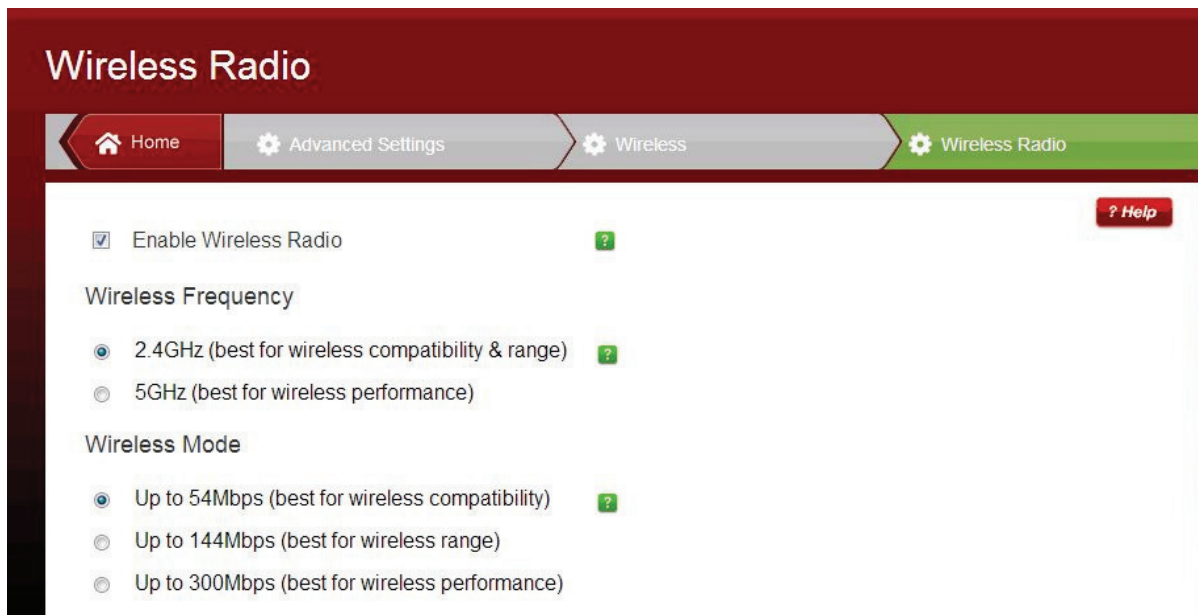 Wireless Radio
Home Advanced Settings Wireless Wireless Radio
? Help
Enable Wireless Radio ?
Wireless Frequency
2.4GHz (best for wireless compatibility & range) ?
5GHz (best for wireless performance)
Wireless Mode
Up to 54Mbps (best for wireless compatibility) ?
Up to 144Mbps (best for wireless range)
Up to 300Mbps (best for wireless performance)